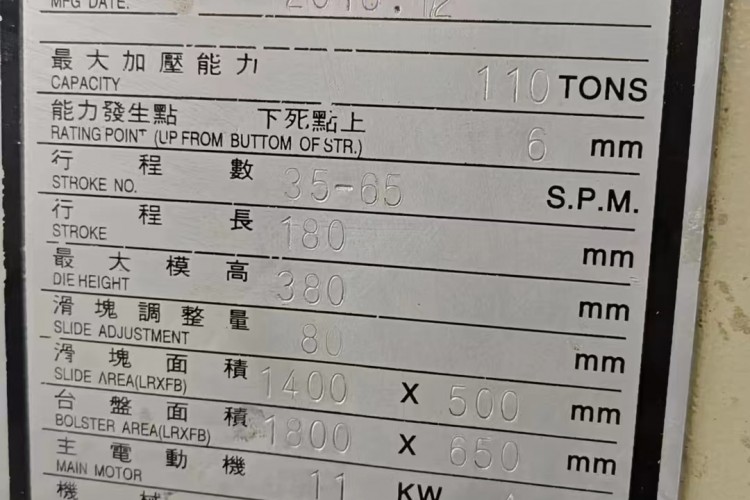 MFG DATE. 2010.12
最大加壓能力
CAPACITY 110 TONS
能力發生點 下死點上
RATING POINT (UP FROM BUTTOM OF STR.) 6 mm
行程數
STROKE NO. 35-65 S.P.M.
行程長
STROKE 180 mm
最大模高
DIE HEIGHT 380 mm
滑塊調整量
SLIDE ADJUSTMENT 80 mm
滑塊面積
SLIDE AREA(LRXFB) 1400 X 500 mm
台盤面積
BOLSTER AREA(LRXFB) 1800 X 650 mm
主電動機
MAIN MOTOR 11 KW
機械